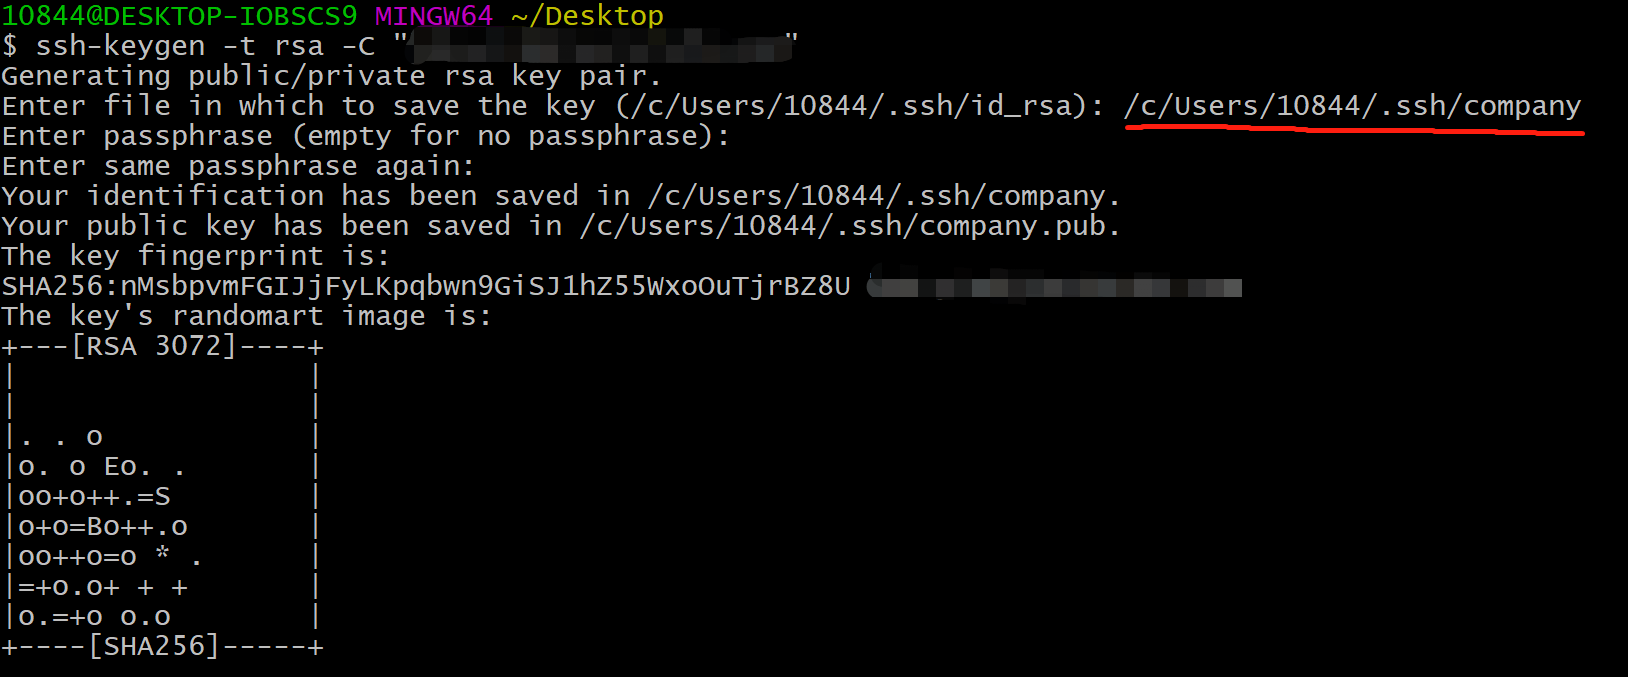 10844@DESKTOP-IOBSCS9 MINGW64 ~/Desktop
$ ssh-keygen -t rsa -C " "
Generating public/private rsa key pair.
Enter file in which to save the key (/c/Users/10844/.ssh/id_rsa): /c/Users/10844/.ssh/company
Enter passphrase (empty for no passphrase):
Enter same passphrase again:
Your identification has been saved in /c/Users/10844/.ssh/company.
Your public key has been saved in /c/Users/10844/.ssh/company.pub.
The key fingerprint is:
SHA256:nMsbpvmFGIJjFyLKpqbwn9GiSJ1hZ55WxoOuTjrBZ8U
The key's randomart image is:
+---[RSA 3072]----+
|                 |
|                 |
|. . o            |
|o. o Eo. .       |
|oo+o++.=S        |
|o+o=Bo++.o       |
|oo++o=o * .      |
|=+o.o+ + +       |
|o.=+o o.o        |
+----[SHA256]-----+